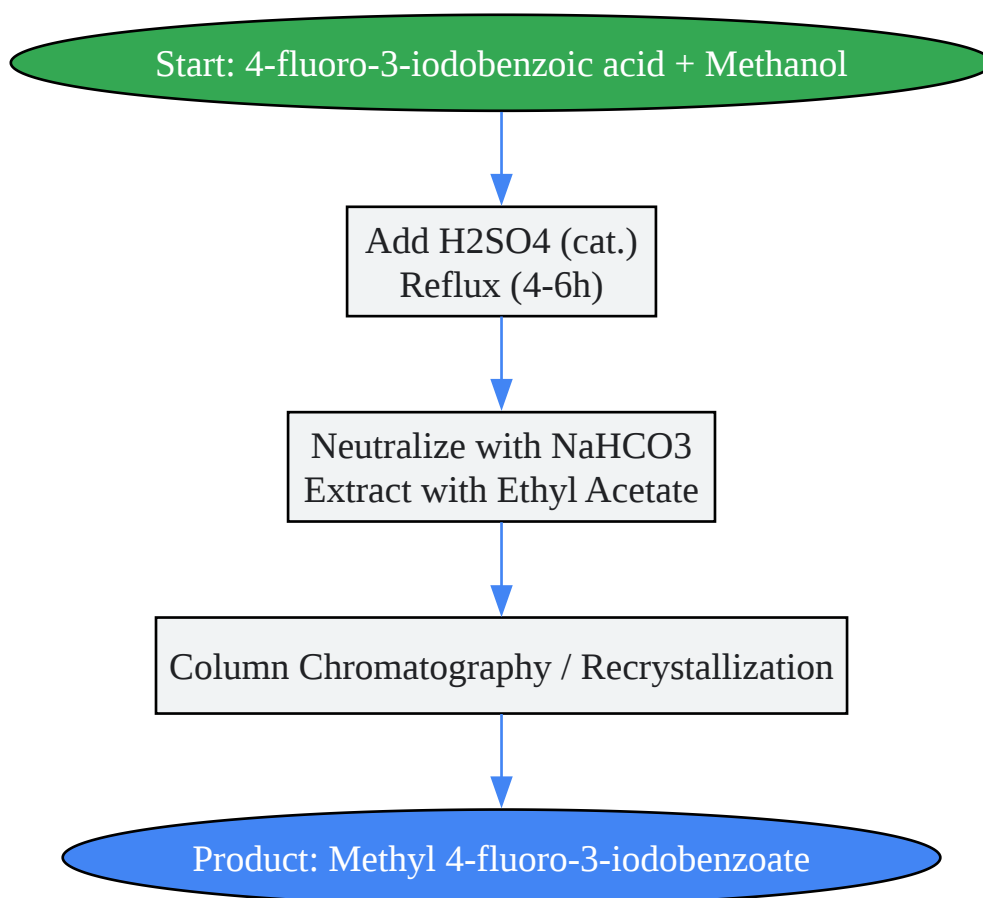 Start: 4-fluoro-3-iodobenzoic acid + Methanol
Add H2SO4 (cat.)
Reflux (4-6h)
Neutralize with NaHCO3
Extract with Ethyl Acetate
Column Chromatography / Recrystallization
Product: Methyl 4-fluoro-3-iodobenzoate